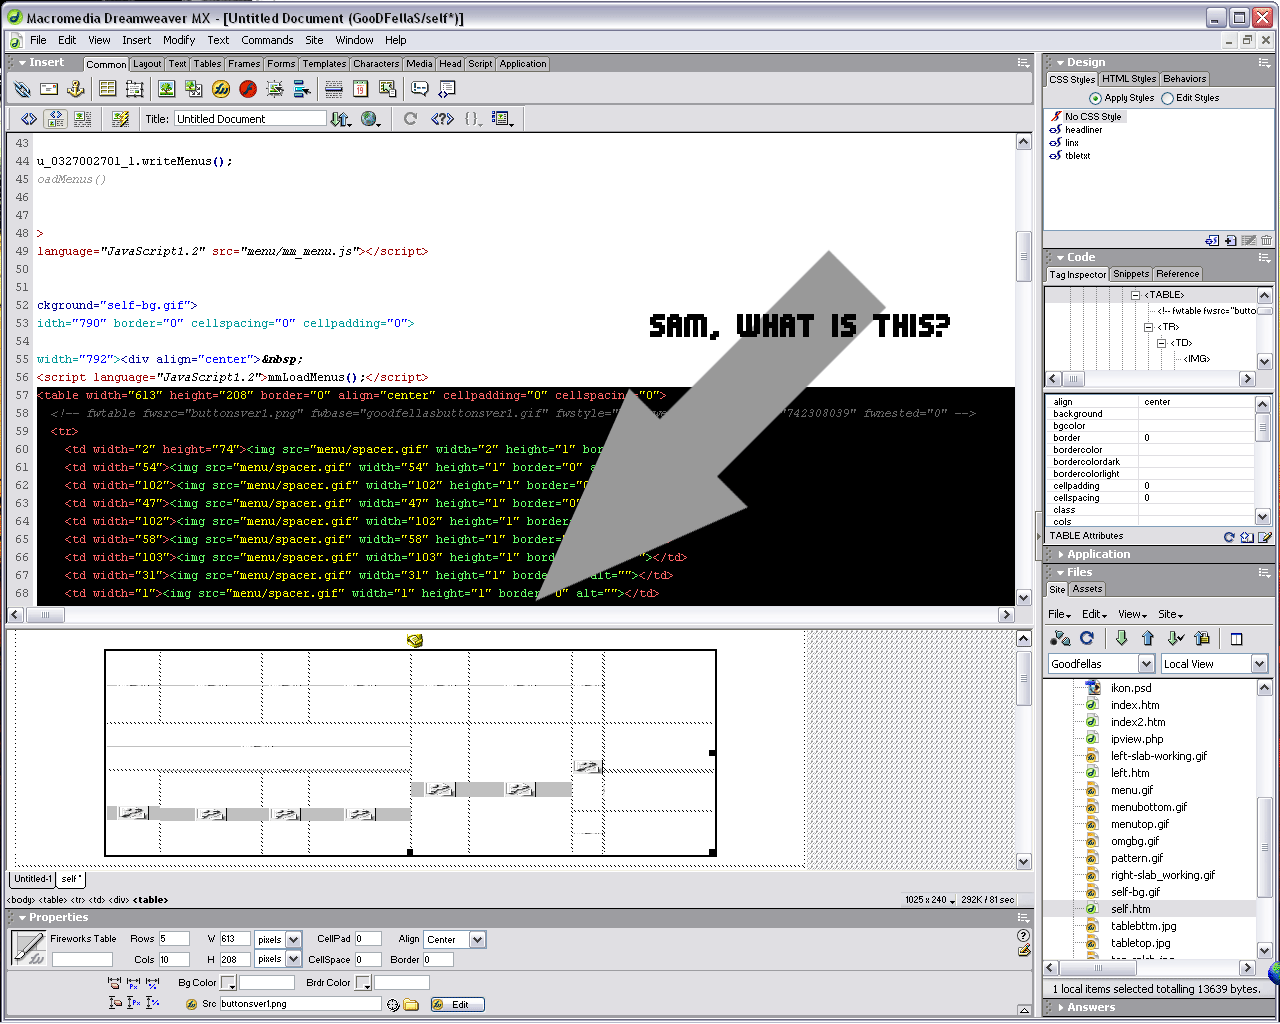 Macromedia Dreamweaver MX - [Untitled Document (GooDFellaS/self*)]
File Edit View Insert Modify Text Commands Site Window Help
Insert Common Layout Text Tables Frames Forms Templates Characters Media Head Script Application
Title: Untitled Document
43
44 u_0327002701_1.writeMenus();
45 oadMenus()
46
47
48 >
49 language="JavaScript1.2" src="menu/mm_menu.js"></script>
50
51
52 ckground="self-bg.gif">
53 idth="790" border="0" cellspacing="0" cellpadding="0">
54
55 width="792"><div align="center">&nbsp;
56 <script language="JavaScript1.2">mmLoadMenus();</script>
57 <table width="613" height="208" border="0" align="center" cellpadding="0" cellspacing="0">
58 <!-- fwtable fwsrc="buttonsver1.png" fwbase="goodfellasbuttonsver1.gif" fwstyle=" "742308039" fwnested="0" -->
59 <tr>
60 <td width="2" height="74"><img src="menu/spacer.gif" width="2" height="1" bor
61 <td width="54"><img src="menu/spacer.gif" width="54" height="1" border="0" a
62 <td width="102"><img src="menu/spacer.gif" width="102" height="1" border="0
63 <td width="47"><img src="menu/spacer.gif" width="47" height="1" border="0"
64 <td width="102"><img src="menu/spacer.gif" width="102" height="1" bord
65 <td width="58"><img src="menu/spacer.gif" width="58" height="1" bord "></td>
66 <td width="103"><img src="menu/spacer.gif" width="103" height="1" bord "></td>
67 <td width="31"><img src="menu/spacer.gif" width="31" height="1" bord alt=""></td>
68 <td width="1"><img src="menu/spacer.gif" width="1" height="1" border="0" alt=""></td>
SAM, WHAT IS THIS?
Untitled-1 self*
<body> <table> <tr> <td> <div> <table>
1025 x 240 292K / 81 sec
Properties
Fireworks Table Rows 5 W 613 pixels CellPad 0 Align Center
Cols 10 H 208 pixels CellSpace 0 Border 0
Bg Color Brdr Color
Src buttonsver1.png Edit
Design
CSS Styles HTML Styles Behaviors
Apply Styles Edit Styles
No CSS Style
headliner
linx
tbletxt
Code
Tag Inspector Snippets Reference
<TABLE>
<!-- fwtable fwsrc="butto
<TR>
<TD>
<IMG>
align center
background
bgcolor
border 0
bordercolor
bordercolordark
bordercolorlight
cellpadding 0
cellspacing 0
class
cols
TABLE Attributes
Application
Files
Site Assets
File Edit View Site
Goodfellas Local View
ikon.psd
index.htm
index2.htm
ipview.php
left-slab-working.gif
left.htm
menu.gif
menubottom.gif
menutop.gif
omgbg.gif
pattern.gif
right-slab_working.gif
self-bg.gif
self.htm
tablebttm.jpg
tabletop.jpg
1 local items selected totalling 13639 bytes.
Answers